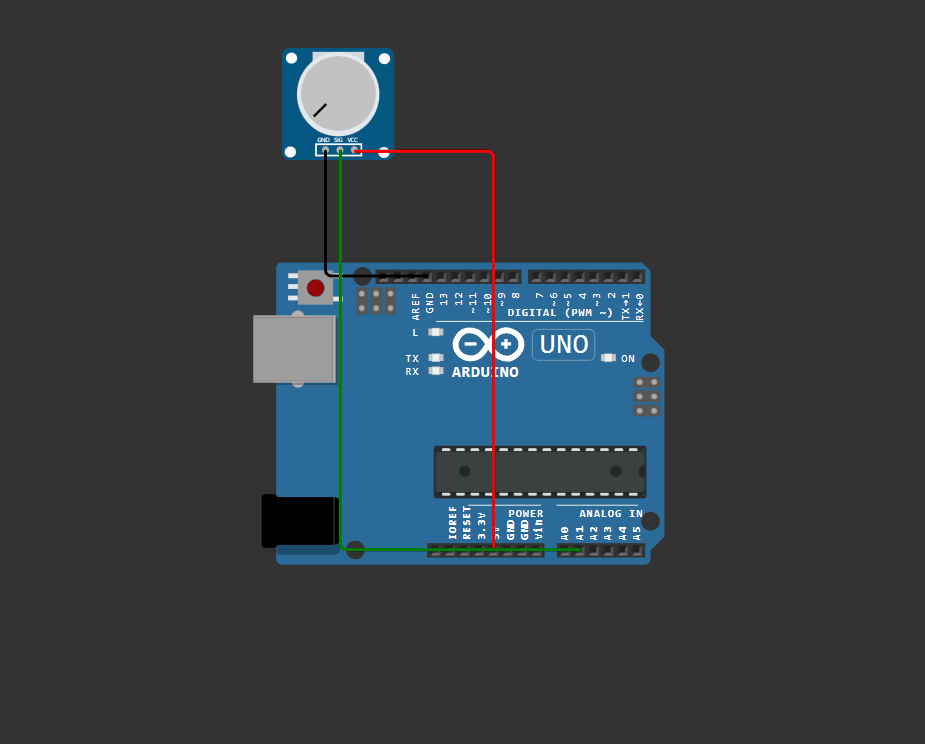 GND SIG VCC
AREF
GND
13
12
~11
~10
~9
8
7
~6
~5
4
~3
2
TX→1
RX←0
DIGITAL (PWM ~)
L
TX
RX
UNO
ON
ARDUINO
POWER
ANALOG IN
IOREF
RESET
3.3V
5V
GND
GND
Vin
A0
A1
A2
A3
A4
A5